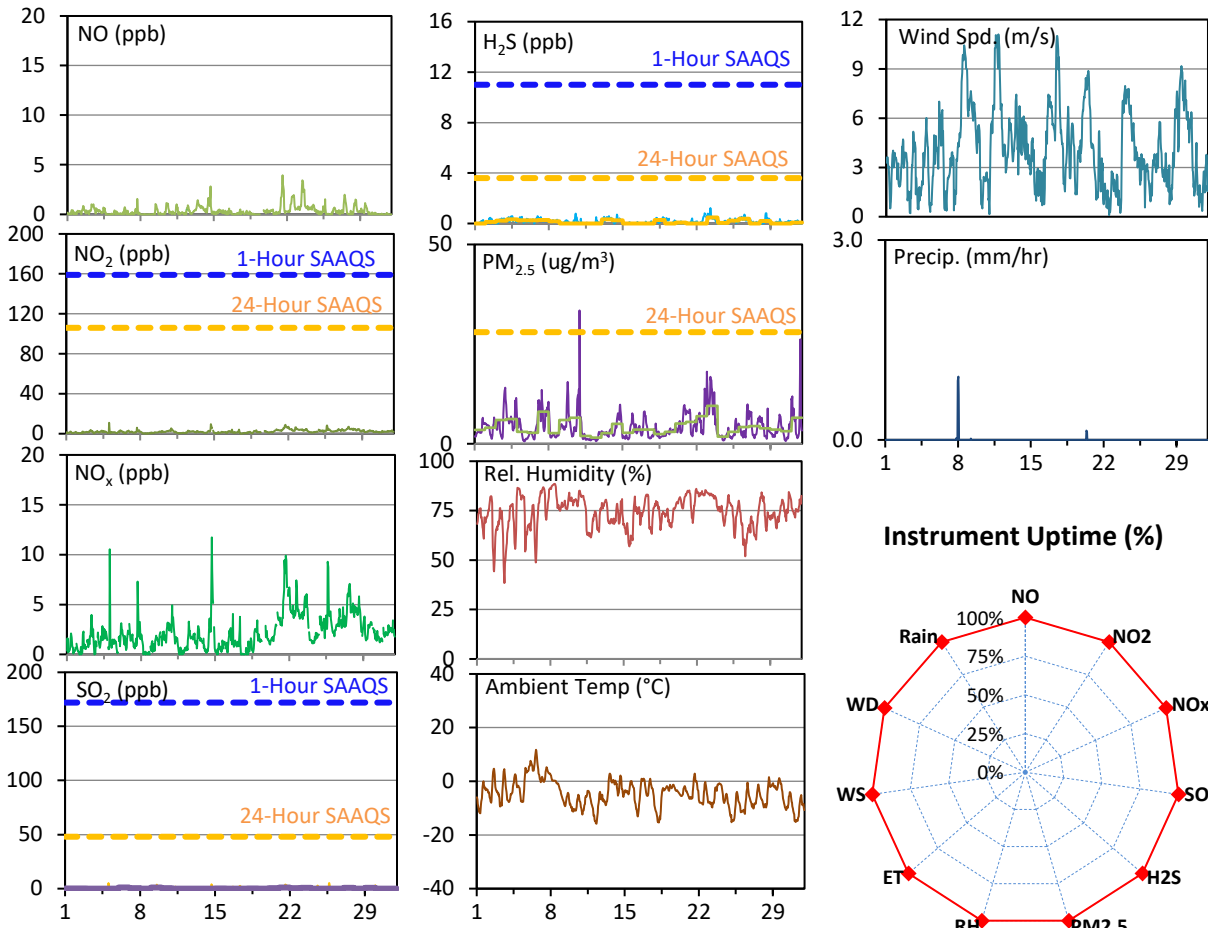 NO (ppb)
20
15
10
5
0
NO2 (ppb)
1-Hour SAAQS
24-Hour SAAQS
200
160
120
80
40
0
NOx (ppb)
20
15
10
5
0
SO2 (ppb)
1-Hour SAAQS
24-Hour SAAQS
200
150
100
50
0
1 8 15 22 29
H2S (ppb)
1-Hour SAAQS
24-Hour SAAQS
16
12
8
4
0
PM2.5 (ug/m³)
24-Hour SAAQS
50
0
Rel. Humidity (%)
100
75
50
25
0
Ambient Temp (°C)
40
20
0
-20
-40
1 8 15 22 29
Wind Spd. (m/s)
12
9
6
3
0
Precip. (mm/hr)
3.0
0.0
1 8 15 22 29
Instrument Uptime (%)
NO
100%
75%
50%
25%
0%
NO2
NOx
SO
H2S
PM2.5
RH
ET
WS
WD
Rain